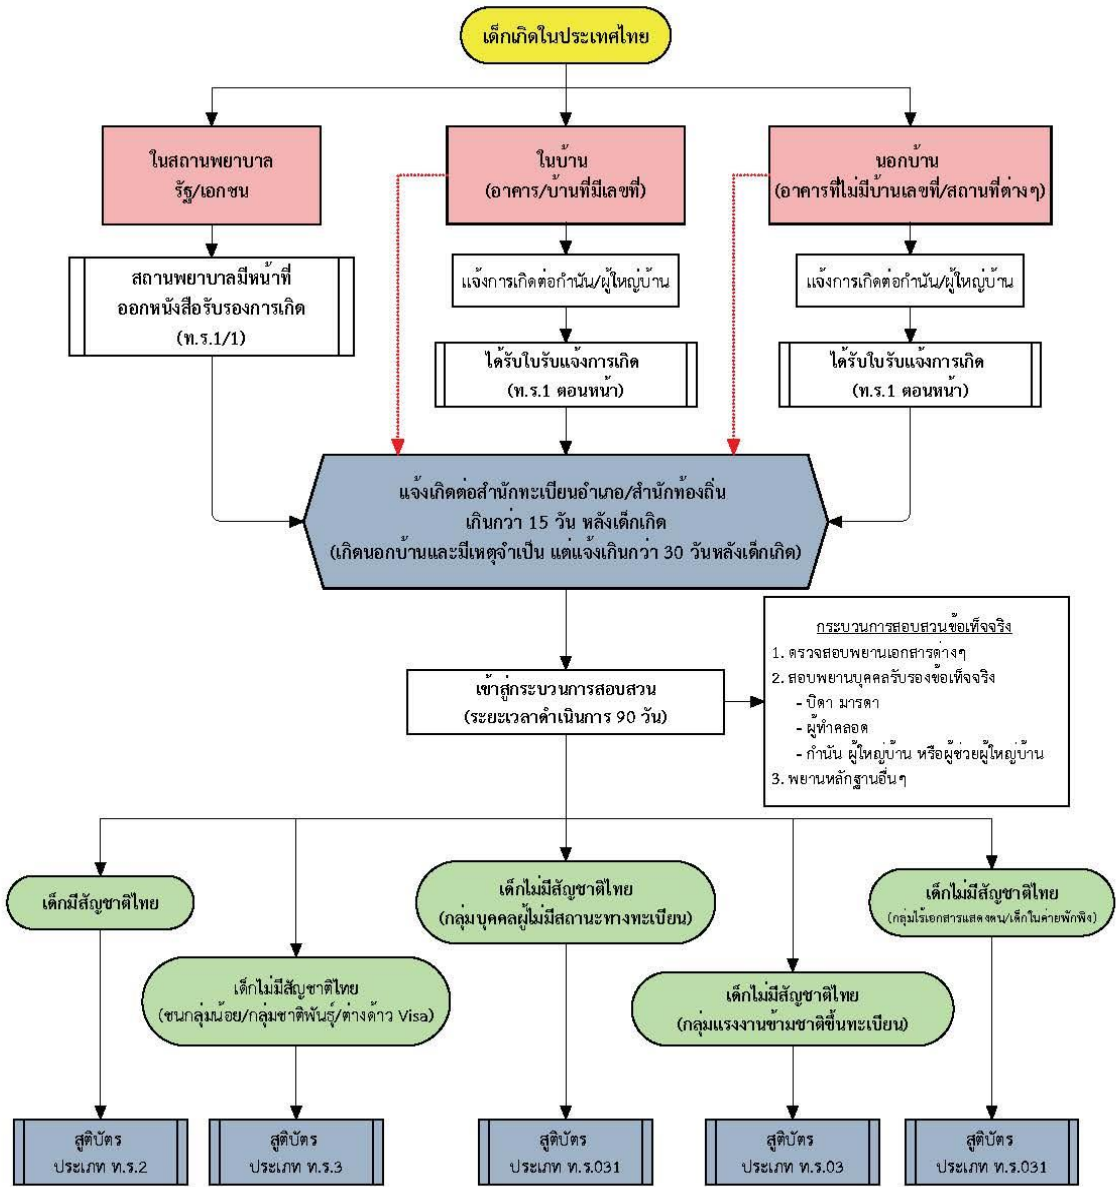 เด็กเกิดในประเทศไทย
ในสถานพยาบาล
รัฐ/เอกชน
ในบ้าน
(อาคาร/บ้านที่มีเลขที่)
นอกบ้าน
(อาคารที่ไม่มีบ้านเลขที่/สถานที่ต่างๆ)
สถานพยาบาลมีหน้าที่
ออกหนังสือรับรองการเกิด
(ท.ร.1/1)
แจ้งการเกิดต่อกำนัน/ผู้ใหญ่บ้าน
แจ้งการเกิดต่อกำนัน/ผู้ใหญ่บ้าน
ได้รับใบรับแจ้งการเกิด
(ท.ร.1 ตอนหน้า)
ได้รับใบรับแจ้งการเกิด
(ท.ร.1 ตอนหน้า)
แจ้งเกิดต่อสำนักทะเบียนอำเภอ/สำนักท้องถิ่น
เกินกว่า 15 วัน หลังเด็กเกิด
(เกิดนอกบ้านและมีเหตุจำเป็น แต่แจ้งเกินกว่า 30 วันหลังเด็กเกิด)
เข้าสู่กระบวนการสอบสวน
(ระยะเวลาดำเนินการ 90 วัน)
กระบวนการสอบสวนข้อเท็จจริง
1. ตรวจสอบพยานเอกสารต่างๆ
2. สอบพยานบุคคลรับรองข้อเท็จจริง
- บิดา มารดา
- ผู้ทำคลอด
- กำนัน ผู้ใหญ่บ้าน หรือผู้ช่วยผู้ใหญ่บ้าน
3. พยานหลักฐานอื่นๆ
เด็กมีสัญชาติไทย
เด็กไม่มีสัญชาติไทย
(ชนกลุ่มน้อย/กลุ่มชาติพันธุ์/ต่างด้าว Visa)
เด็กไม่มีสัญชาติไทย
(กลุ่มบุคคลผู้ไม่มีสถานะทางทะเบียน)
เด็กไม่มีสัญชาติไทย
(กลุ่มแรงงานข้ามชาติขึ้นทะเบียน)
เด็กไม่มีสัญชาติไทย
(กลุ่มไร้เอกสารแสดงตน/เด็กในค่ายพักพิง)
สูติบัตร
ประเภท ท.ร.2
สูติบัตร
ประเภท ท.ร.3
สูติบัตร
ประเภท ท.ร.031
สูติบัตร
ประเภท ท.ร.03
สูติบัตร
ประเภท ท.ร.031